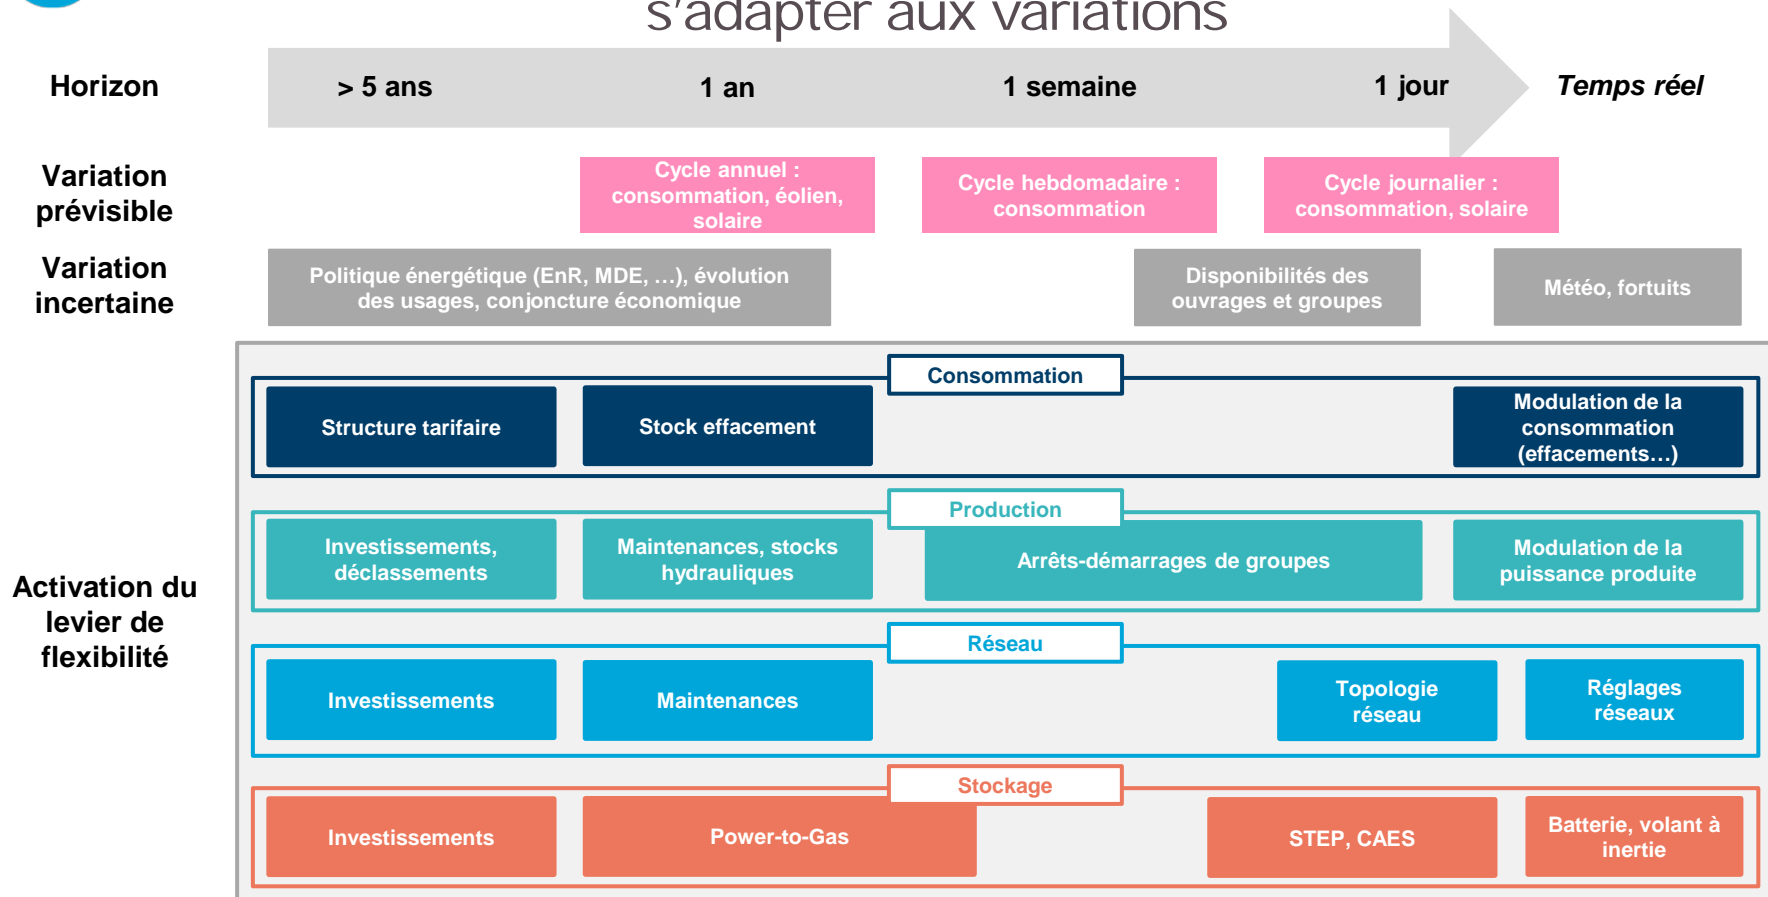 s'adapter aux variations
Horizon
> 5 ans
1 an
1 semaine
1 jour
Temps réel
Variation
prévisible
Cycle annuel :
consommation, éolien,
solaire
Cycle hebdomadaire :
consommation
Cycle journalier :
consommation, solaire
Variation
incertaine
Politique énergétique (EnR, MDE, …), évolution
des usages, conjoncture économique
Disponibilités des
ouvrages et groupes
Météo, fortuits
Activation du
levier de
flexibilité
Consommation
Structure tarifaire
Stock effacement
Modulation de la
consommation
(effacements…)
Production
Investissements,
déclassements
Maintenances, stocks
hydrauliques
Arrêts-démarrages de groupes
Modulation de la
puissance produite
Réseau
Investissements
Maintenances
Topologie
réseau
Réglages
réseaux
Stockage
Investissements
Power-to-Gas
STEP, CAES
Batterie, volant à
inertie